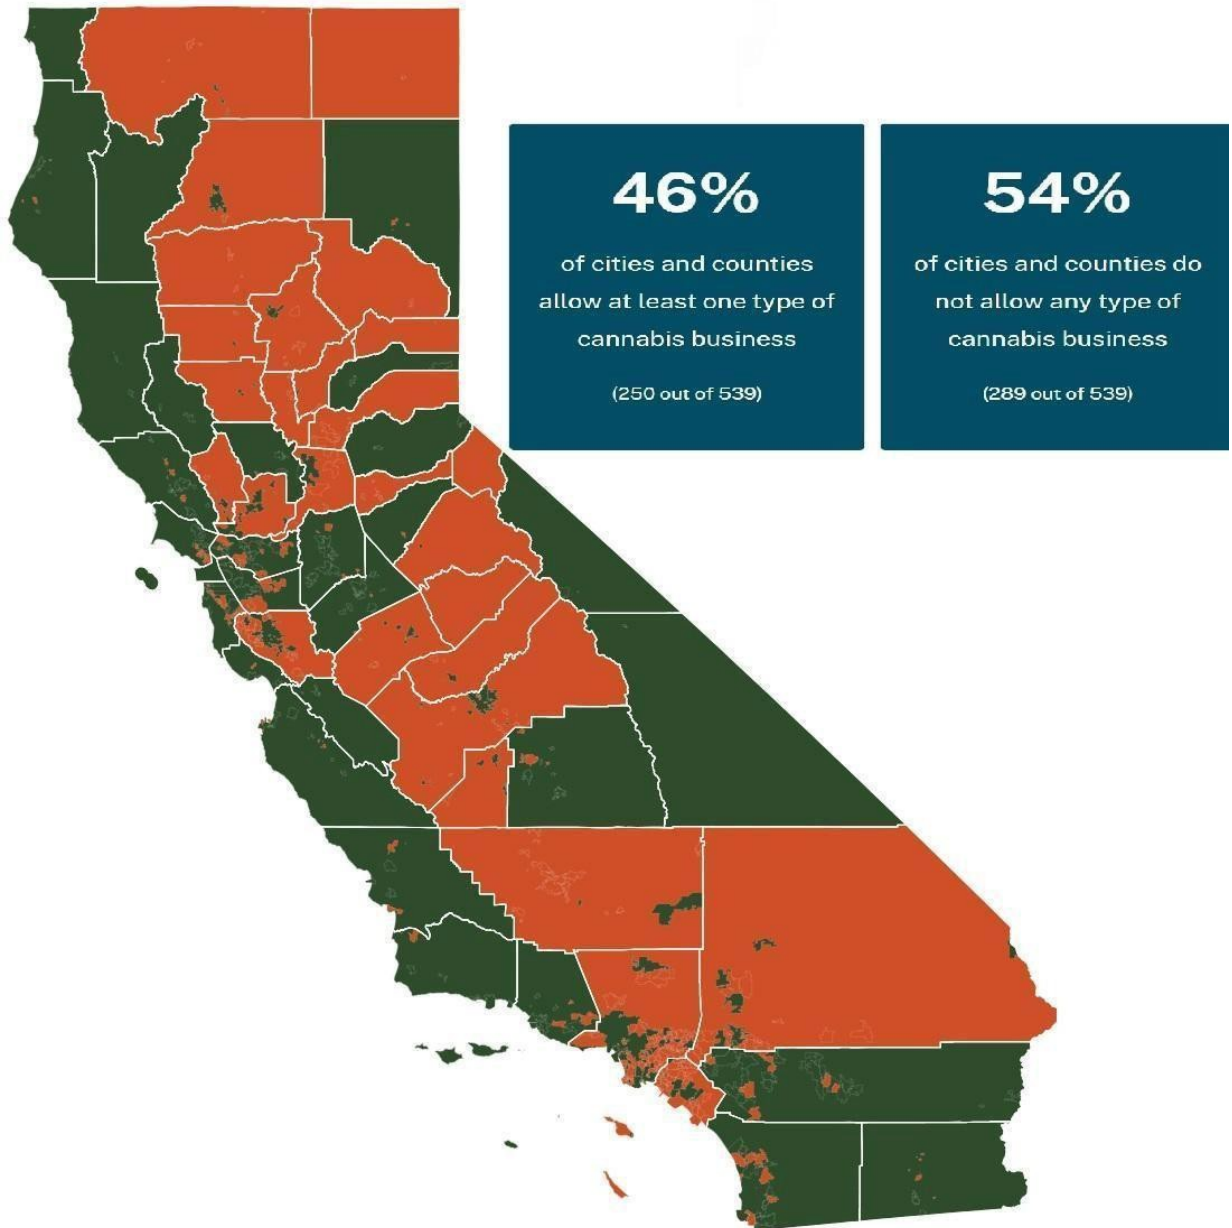 46%
of cities and counties
allow at least one type of
cannabis business
(250 out of 539)
54%
of cities and counties do
not allow any type of
cannabis business
(289 out of 539)